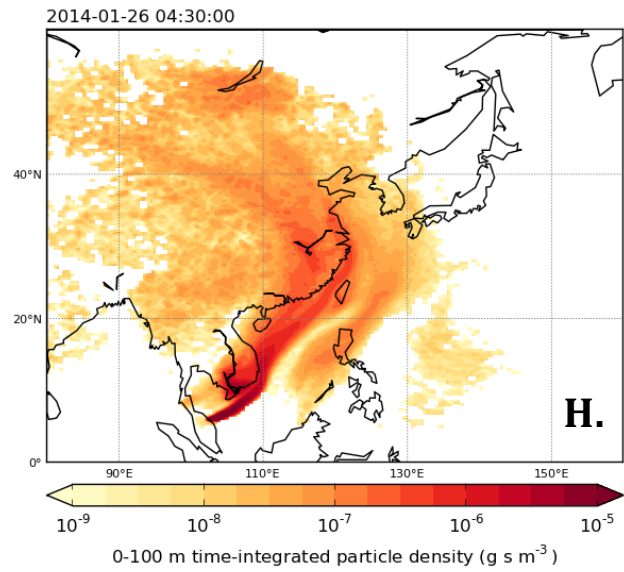 2014-01-26 04:30:00
40°N
20°N
0°
H.
90°E 110°E 130°E 150°E
10⁻⁹ 10⁻⁸ 10⁻⁷ 10⁻⁶ 10⁻⁵
0-100 m time-integrated particle density (g s m⁻³)